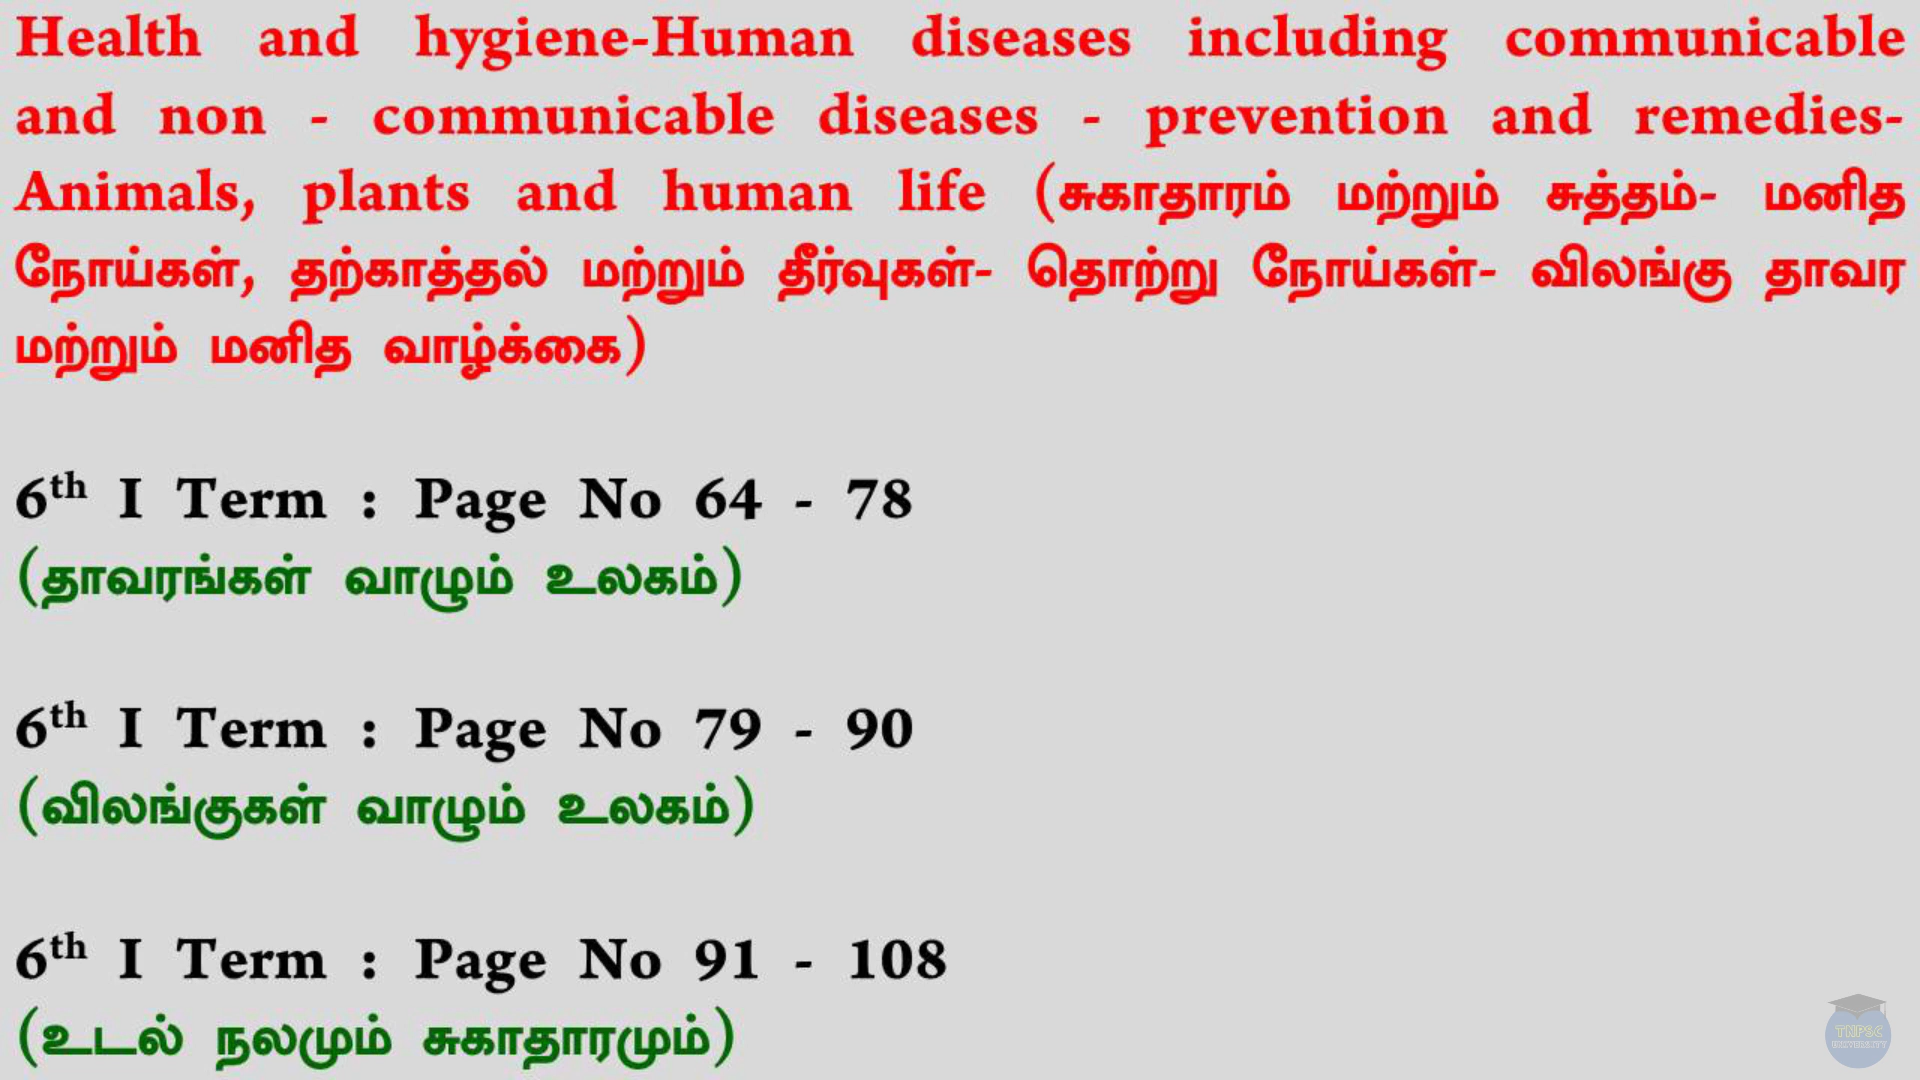 Health and hygiene-Human diseases including communicable
and non - communicable diseases - prevention and remedies-
Animals, plants and human life (சுகாதாரம் மற்றும் சுத்தம்- மனித
நோய்கள், தற்காத்தல் மற்றும் தீர்வுகள்- தொற்று நோய்கள்- விலங்கு தாவர
மற்றும் மனித வாழ்க்கை)
6th I Term : Page No 64 - 78
(தாவரங்கள் வாழும் உலகம்)
6th I Term : Page No 79 - 90
(விலங்குகள் வாழும் உலகம்)
6th I Term : Page No 91 - 108
(உடல் நலமும் சுகாதாரமும்)
TNPSC